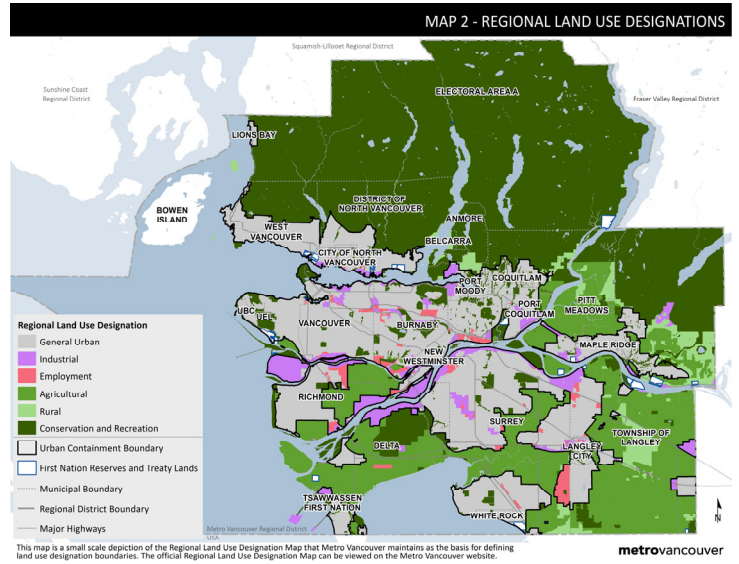 MAP 2 - REGIONAL LAND USE DESIGNATIONS
Squamish-Lillooet Regional District
Sunshine Coast
Regional District
ELECTORAL AREA A
Fraser Valley Regional District
LIONS BAY
DISTRICT OF
NORTH VANCOUVER
BOWEN
ISLAND
ANMORE
WEST
VANCOUVER
BELCARRA
CITY OF NORTH
VANCOUVER
COQUITLAM
PORT
MOODY
PITT
MEADOWS
PORT
COQUITLAM
UBC
UEL
VANCOUVER
BURNABY
MAPLE RIDGE
NEW
WESTMINSTER
RICHMOND
SURREY
TOWNSHIP OF
LANGLEY
DELTA
LANGLEY
CITY
TSAWWASSEN
FIRST NATION
WHITE ROCK
Regional Land Use Designation
General Urban
Industrial
Employment
Agricultural
Rural
Conservation and Recreation
Urban Containment Boundary
First Nation Reserves and Treaty Lands
Municipal Boundary
Regional District Boundary
Major Highways
Metro Vancouver Regional District
USA
N
This map is a small scale depiction of the Regional Land Use Designation Map that Metro Vancouver maintains as the basis for defining
land use designation boundaries. The official Regional Land Use Designation Map can be viewed on the Metro Vancouver website.
metrovancouver